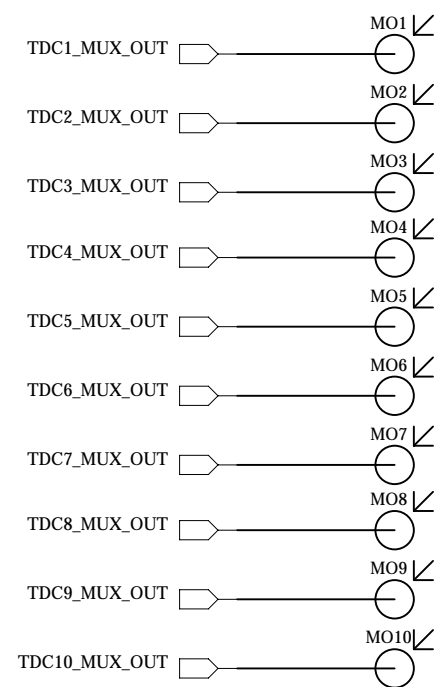 MO1
TDC1_MUX_OUT
MO2
TDC2_MUX_OUT
MO3
TDC3_MUX_OUT
MO4
TDC4_MUX_OUT
MO5
TDC5_MUX_OUT
MO6
TDC6_MUX_OUT
MO7
TDC7_MUX_OUT
MO8
TDC8_MUX_OUT
MO9
TDC9_MUX_OUT
MO10
TDC10_MUX_OUT